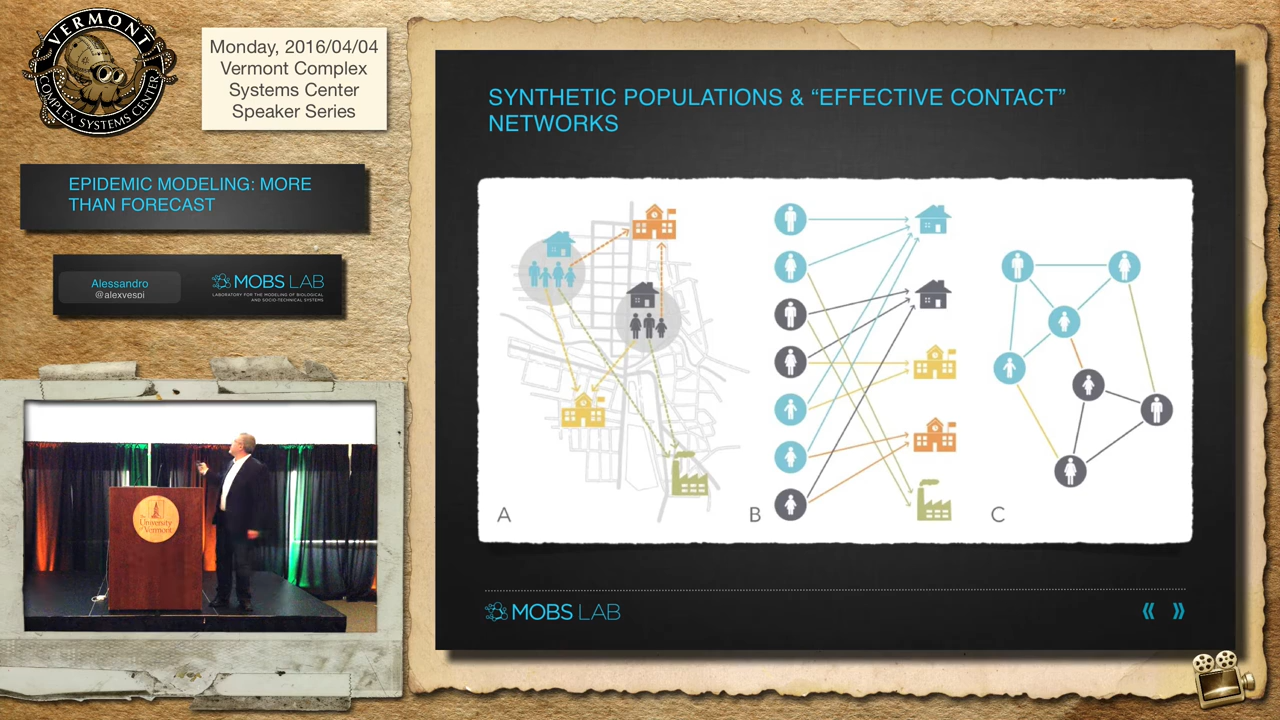 VERMONT
COMPLEX SYSTEMS CENTER
Monday, 2016/04/04
Vermont Complex
Systems Center
Speaker Series
EPIDEMIC MODELING: MORE
THAN FORECAST
Alessandro
@alexvespi
MOBS LAB
LABORATORY FOR THE MODELING OF BIOLOGICAL
AND SOCIO-TECHNICAL SYSTEMS
The
University
of Vermont
SYNTHETIC POPULATIONS & “EFFECTIVE CONTACT”
NETWORKS
A
B
C
MOBS LAB